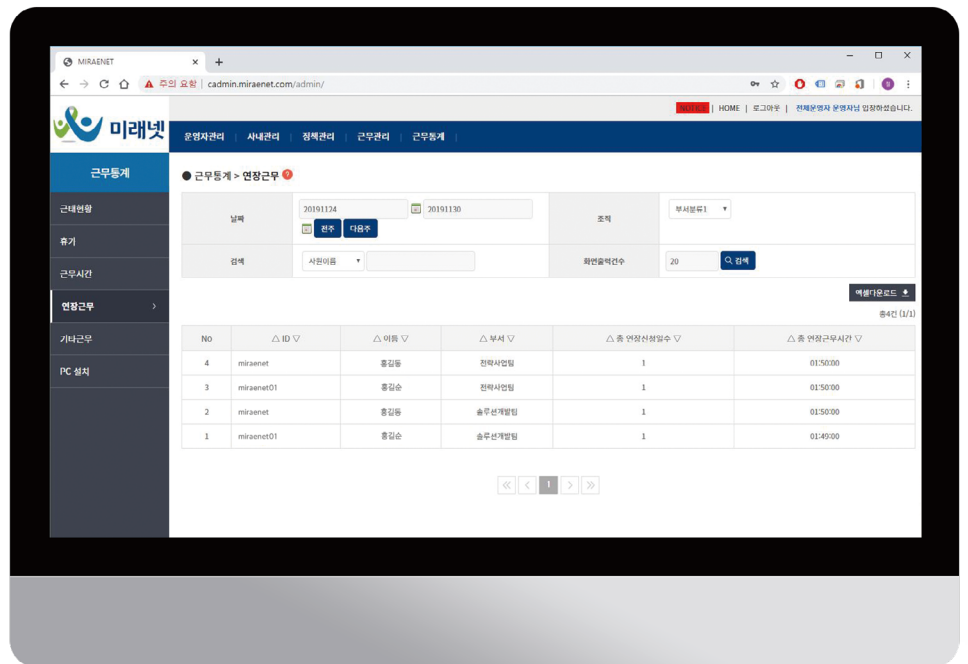 MIRAENET
주의 요함 | cadmin.miraenet.com/admin/
NOTICE | HOME | 로그아웃 | 전체운영자 운영자님 입장하셨습니다.
미래넷
운영자관리 | 사내관리 | 정책관리 | 근무관리 | 근무통계 |
근무통계
근태현황
휴가
근무시간
연장근무
기타근무
PC 설치
● 근무통계 > 연장근무 ?
날짜 20191124 20191130 조직 부서분류1 ▼
전주 다음주
검색 사원이름 ▼ 화면출력건수 20 검색
엑셀다운로드
총4건 (1/1)
No △ ID ▽ △ 이름 ▽ △ 부서 ▽ △ 총 연장신청일수 ▽ △ 총 연장근무시간 ▽
4 miraenet 홍길동 전략사업팀 1 01:50:00
3 miraenet01 홍길순 전략사업팀 1 01:50:00
2 miraenet 홍길동 솔루션개발팀 1 01:50:00
1 miraenet01 홍길순 솔루션개발팀 1 01:49:00
≪ < 1 > ≫